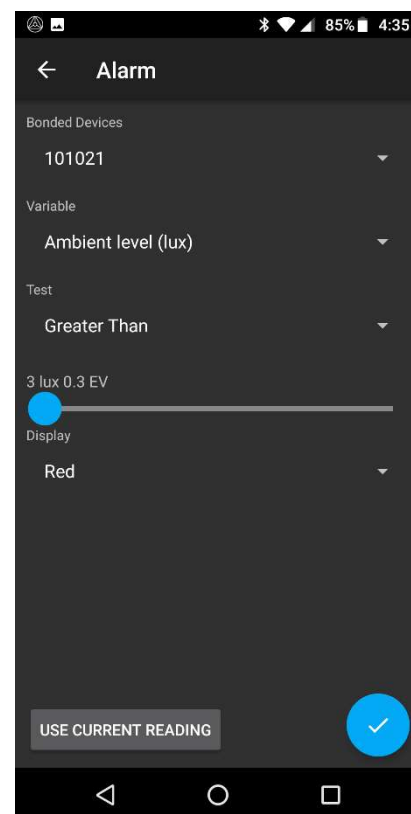 85% 4:35
Alarm
Bonded Devices
101021
Variable
Ambient level (lux)
Test
Greater Than
3 lux 0.3 EV
Display
Red
USE CURRENT READING